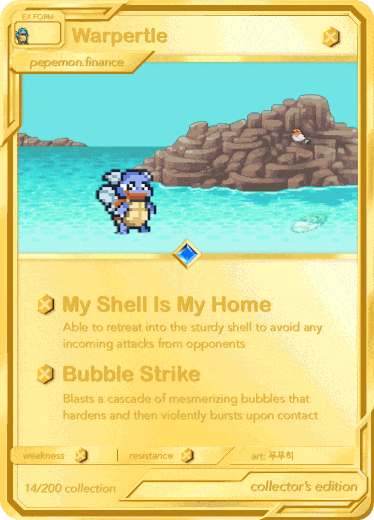 EX FORM
Warpertle
pepemon.finance
My Shell Is My Home
Able to retreat into the sturdy shell to avoid any
incoming attacks from opponents
Bubble Strike
Blasts a cascade of mesmerizing bubbles that
hardens and then violently bursts upon contact
weakness
resistance
art: 푸푸히
14/200 collection
collector's edition